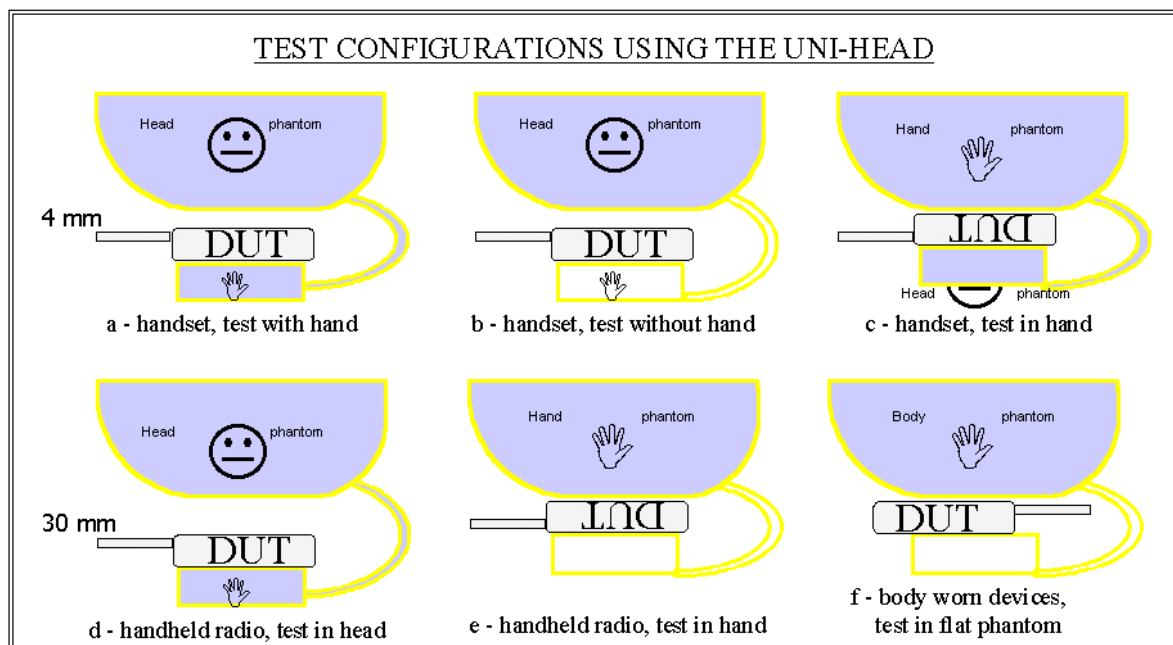 TEST CONFIGURATIONS USING THE UNI-HEAD
Head phantom
Head phantom
Hand phantom
4 mm
DUT
DUT
DUT
Head phantom
a - handset, test with hand
b - handset, test without hand
c - handset, test in hand
Head phantom
Hand phantom
Body phantom
30 mm
DUT
DUT
DUT
d - handheld radio, test in head
e - handheld radio, test in hand
f - body worn devices,
test in flat phantom